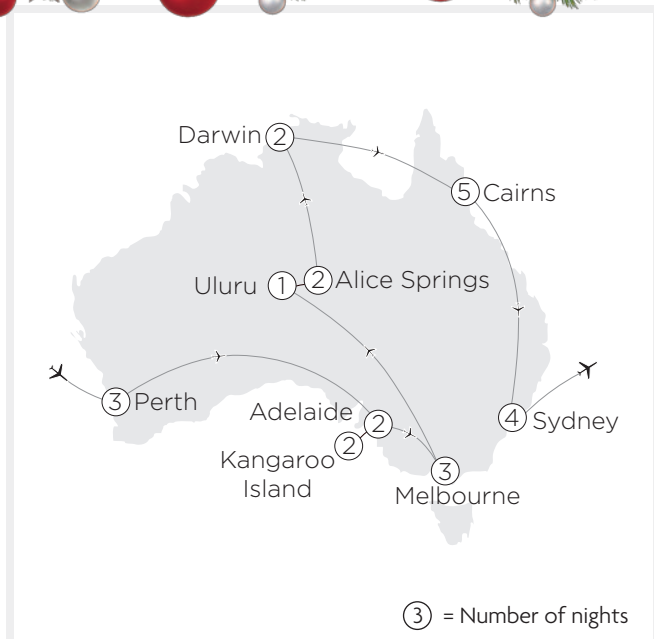 Darwin 2
5 Cairns
Uluru 1 2 Alice Springs
3 Perth
Adelaide 2
4 Sydney
Kangaroo 2
Island
3
Melbourne
3 = Number of nights